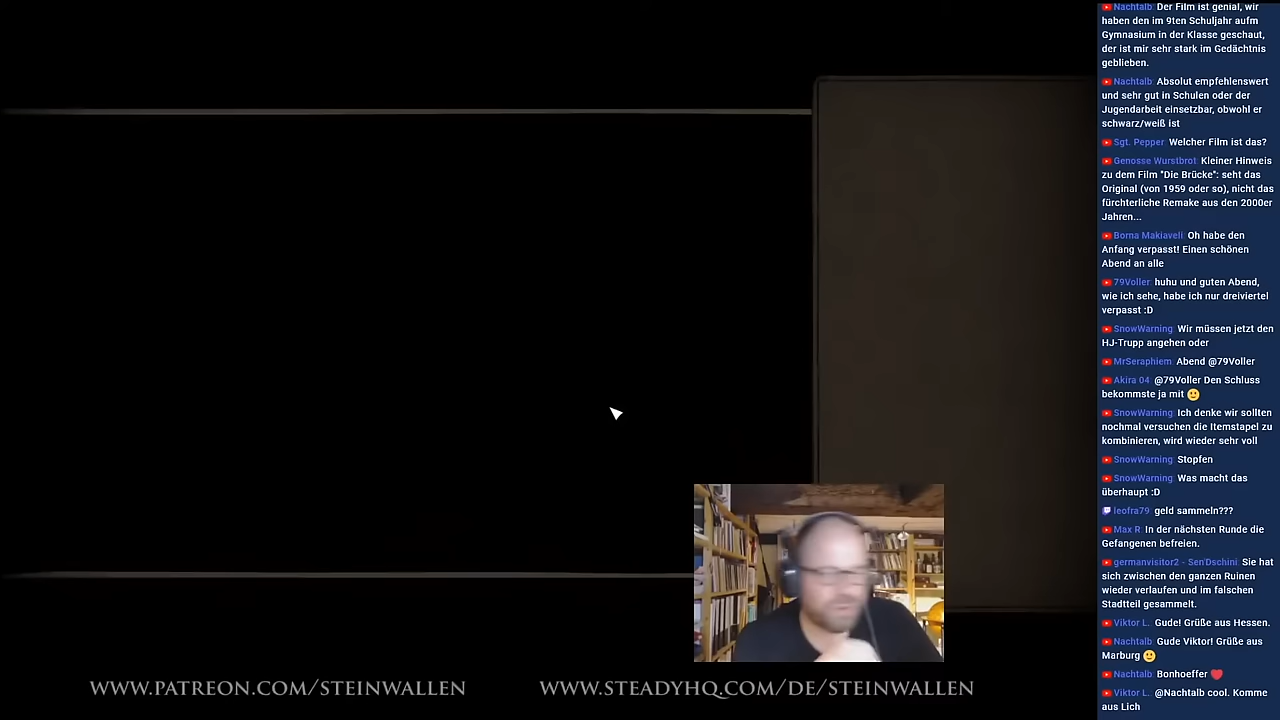 Nachtalb: Der Film ist genial, wir
haben den im 9ten Schuljahr aufm
Gymnasium in der Klasse geschaut,
der ist mir sehr stark im Gedächtnis
geblieben.
Nachtalb: Absolut empfehlenswert
und sehr gut in Schulen oder der
Jugendarbeit einsetzbar, obwohl er
schwarz/weiß ist
Sgt. Pepper: Welcher Film ist das?
Genosse Wurstbrot: Kleiner Hinweis
zu dem Film "Die Brücke": seht das
Original (von 1959 oder so), nicht das
fürchterliche Remake aus den 2000er
Jahren...
Borna Makiaveli: Oh habe den
Anfang verpasst! Einen schönen
Abend an alle
79Voller: huhu und guten Abend,
wie ich sehe, habe ich nur dreiviertel
verpasst :D
SnowWarning: Wir müssen jetzt den
HJ-Trupp angehen oder
MrSeraphiem: Abend @79Voller
Akira 04: @79Voller Den Schluss
bekommste ja mit 🙂
SnowWarning: Ich denke wir sollten
nochmal versuchen die Itemstapel zu
kombinieren, wird wieder sehr voll
SnowWarning: Stopfen
SnowWarning: Was macht das
überhaupt :D
leofra79: geld sammeln???
Max R.: In der nächsten Runde die
Gefangenen befreien.
germanvisitor2 - Sen'Dschini: Sie hat
sich zwischen den ganzen Ruinen
wieder verlaufen und im falschen
Stadtteil gesammelt.
Viktor L.: Gude! Grüße aus Hessen.
Nachtalb: Gude Viktor! Grüße aus
Marburg 🙂
Nachtalb: Bonhoeffer ❤️
Viktor L.: @Nachtalb cool. Komme
aus Lich
WWW.PATREON.COM/STEINWALLEN
WWW.STEADYHQ.COM/DE/STEINWALLEN